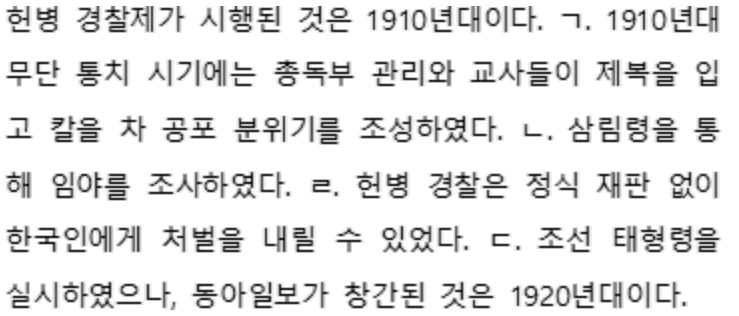 헌병 경찰제가 시행된 것은 1910년대이다. ㄱ. 1910년대
무단 통치 시기에는 총독부 관리와 교사들이 제복을 입
고 칼을 차 공포 분위기를 조성하였다. ㄴ. 삼림령을 통
해 임야를 조사하였다. ㄹ. 헌병 경찰은 정식 재판 없이
한국인에게 처벌을 내릴 수 있었다. ㄷ. 조선 태형령을
실시하였으나, 동아일보가 창간된 것은 1920년대이다.